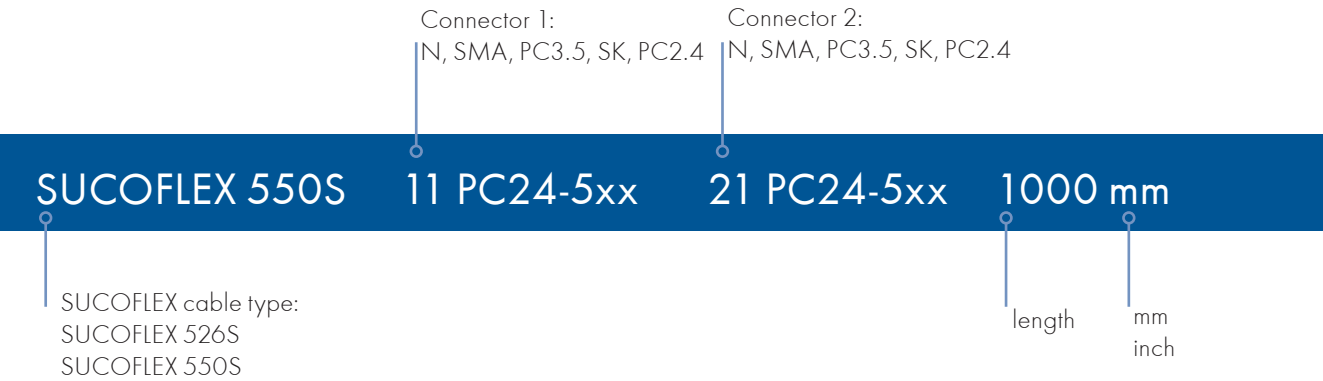 Connector 1:
N, SMA, PC3.5, SK, PC2.4
Connector 2:
N, SMA, PC3.5, SK, PC2.4
SUCOFLEX 550S 11 PC24-5xx 21 PC24-5xx 1000 mm
SUCOFLEX cable type:
SUCOFLEX 526S
SUCOFLEX 550S
length
mm
inch